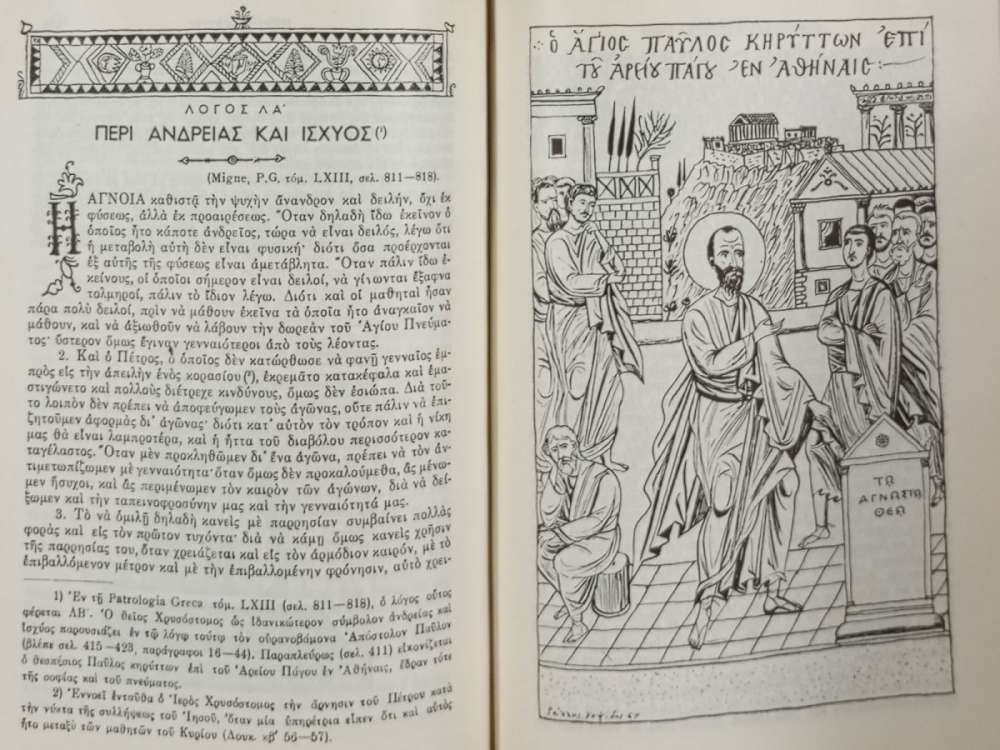 ΛΟΓΟΣ ΛΑ'
ΠΕΡΙ ΑΝΔΡΕΙΑΣ ΚΑΙ ΙΣΧΥΟΣ(¹)
(Migne, P.G. τόμ. LXIII, σελ. 811—818).
Η ΑΓΝΟΙΑ καθιστᾷ τὴν ψυχὴν ἄνανδρον καὶ δειλήν, ὄχι ἐκ
φύσεως, ἀλλὰ ἐκ προαιρέσεως. Ὅταν δηλαδὴ ἴδω ἐκεῖνον ὁ
ὁποῖος ἦτο κάποτε ἀνδρεῖος, τώρα νὰ εἶναι δειλός, λέγω ὅτι
ἡ μεταβολὴ αὐτὴ δὲν εἶναι φυσική· διότι ὅσα προέρχονται
ἐξ αὐτῆς τῆς φύσεως εἶναι ἀμετάβλητα. Ὅταν πάλιν ἴδω ἐ-
κείνους, οἱ ὁποῖοι σήμερον εἶναι δειλοί, νὰ γίνωνται ἔξαφνα
τολμηροί, πάλιν τὸ ἴδιον λέγω. Διότι καὶ οἱ μαθηταὶ ἦσαν
πάρα πολὺ δειλοί, πρὶν νὰ μάθουν ἐκεῖνα τὰ ὁποῖα ἦτο ἀναγκαῖον νὰ
μάθουν, καὶ νὰ ἀξιωθοῦν νὰ λάβουν τὴν δωρεὰν τοῦ Ἁγίου Πνεύμα-
τος· ὕστερον ὅμως ἔγιναν γενναιότεροι ἀπὸ τοὺς λέοντας.
2. Καὶ ὁ Πέτρος, ὁ ὁποῖος δὲν κατώρθωσε νὰ φανῇ γενναῖος ἐμ-
πρὸς εἰς τὴν ἀπειλὴν ἑνὸς κορασίου(²), ἐκρεμᾶτο κατακέφαλα καὶ ἐμα-
στιγώνετο καὶ πολλοὺς διέτρεχε κινδύνους, ὅμως δὲν ἐσιώπα. Διὰ τοῦ-
το λοιπὸν δὲν πρέπει νὰ ἀποφεύγωμεν τοὺς ἀγῶνας, οὔτε πάλιν νὰ ἐπι-
ζητοῦμεν ἀφορμὰς δι' ἀγῶνας· διότι κατ' αὐτὸν τὸν τρόπον καὶ ἡ νίκη
μας θὰ εἶναι λαμπροτέρα, καὶ ἡ ἧττα τοῦ διαβόλου περισσότερον κα-
ταγέλαστος. Ὅταν μὲν προκληθῶμεν δι' ἕνα ἀγῶνα, πρέπει νὰ τὸν ἀν-
τιμετωπίζωμεν μὲ γενναιότητα· ὅταν ὅμως δὲν προκαλούμεθα, ἂς μένω-
μεν ἥσυχοι, καὶ ἂς περιμένωμεν τὸν καιρὸν τῶν ἀγώνων, διὰ νὰ δεί-
ξωμεν καὶ τὴν ταπεινοφροσύνην μας καὶ τὴν γενναιότητά μας.
3. Τὸ νὰ ὁμιλῇ δηλαδὴ κανεὶς μὲ παρρησίαν συμβαίνει πολλὰς
φορὰς καὶ εἰς τὸν πρῶτον τυχόντα· διὰ νὰ κάμῃ ὅμως κανεὶς χρῆσιν
τῆς παρρησίας του, ὅταν χρειάζεται καὶ εἰς τὸν ἁρμόδιον καιρόν, μὲ τὸ
ἐπιβαλλόμενον μέτρον καὶ μὲ τὴν ἐπιβαλλομένην φρόνησιν, αὐτὸ χρει-
1) Ἐν τῇ Patrologia Greca τόμ. LXIII (σελ. 811—818), ὁ λόγος οὗτος
φέρεται ΛΒ'. Ὁ θεῖος Χρυσόστομος ὡς ἰδανικώτερον σύμβολον ἀνδρείας καὶ
ἰσχύος παρουσιάζει ἐν τῷ λόγῳ τούτῳ τὸν οὐρανοβάμονα Ἀπόστολον Παῦλον
(βλέπε σελ. 415—423, παράγραφοι 16—44). Παραπλεύρως (σελ. 411) εἰκονίζεται
ὁ θεσπέσιος Παῦλος κηρύττων ἐπὶ τοῦ Ἀρείου Πάγου ἐν Ἀθήναις, ἕδραν τότε
τῆς σοφίας καὶ τοῦ πνεύματος.
2) Ἐννοεῖ ἐνταῦθα ὁ Ἱερὸς Χρυσόστομος τὴν ἄρνησιν τοῦ Πέτρου κατὰ
τὴν νύκτα τῆς συλλήψεως τοῦ Ἰησοῦ, ὅταν μία ὑπηρέτρια εἶπεν ὅτι καὶ αὐτὸς
ἦτο μεταξὺ τῶν μαθητῶν τοῦ Κυρίου (Λουκ. κβ' 56—57).
Ὁ ἍΓΙΟΣ ΠΑῦΛΟΣ ΚΗΡΎΤΤΩΝ ἘΠΊ
ΤΟῦ ἈΡΕΊΟΥ ΠΆΓΟΥ ἘΝ ἈΘΉΝΑΙΣ:
ΤΩ
ΑΓΝΩΣΤΩ
ΘΕΩ